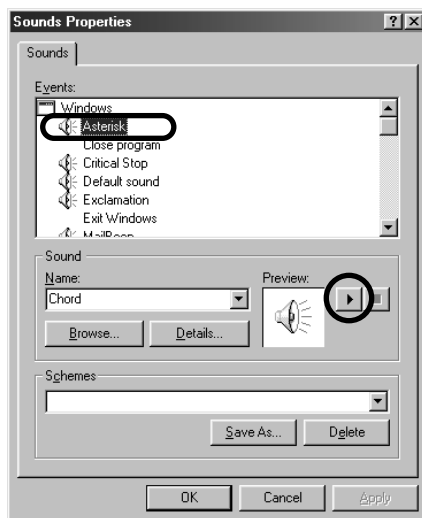 Sounds Properties
Sounds
Events:
Windows
Asterisk
Close program
Critical Stop
Default sound
Exclamation
Exit Windows
MailBeep
Sound
Name:
Preview:
Chord
Browse...
Details...
Schemes
Save As...
Delete
OK
Cancel
Apply